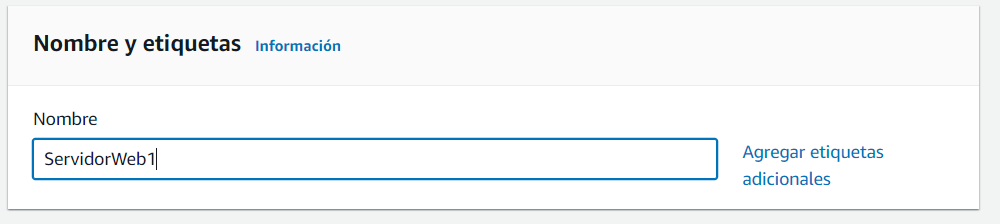 Nombre y etiquetas Información
Nombre
ServidorWeb1
Agregar etiquetas
adicionales